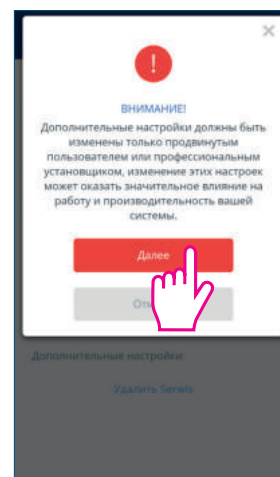 ВНИМАНИЕ!
Дополнительные настройки должны быть
изменены только продвинутым
пользователем или профессиональным
установщиком, изменение этих настроек
может оказать значительное влияние на
работу и производительность вашей
системы.
Далее
Дополнительные настройки
Удалить Serwis